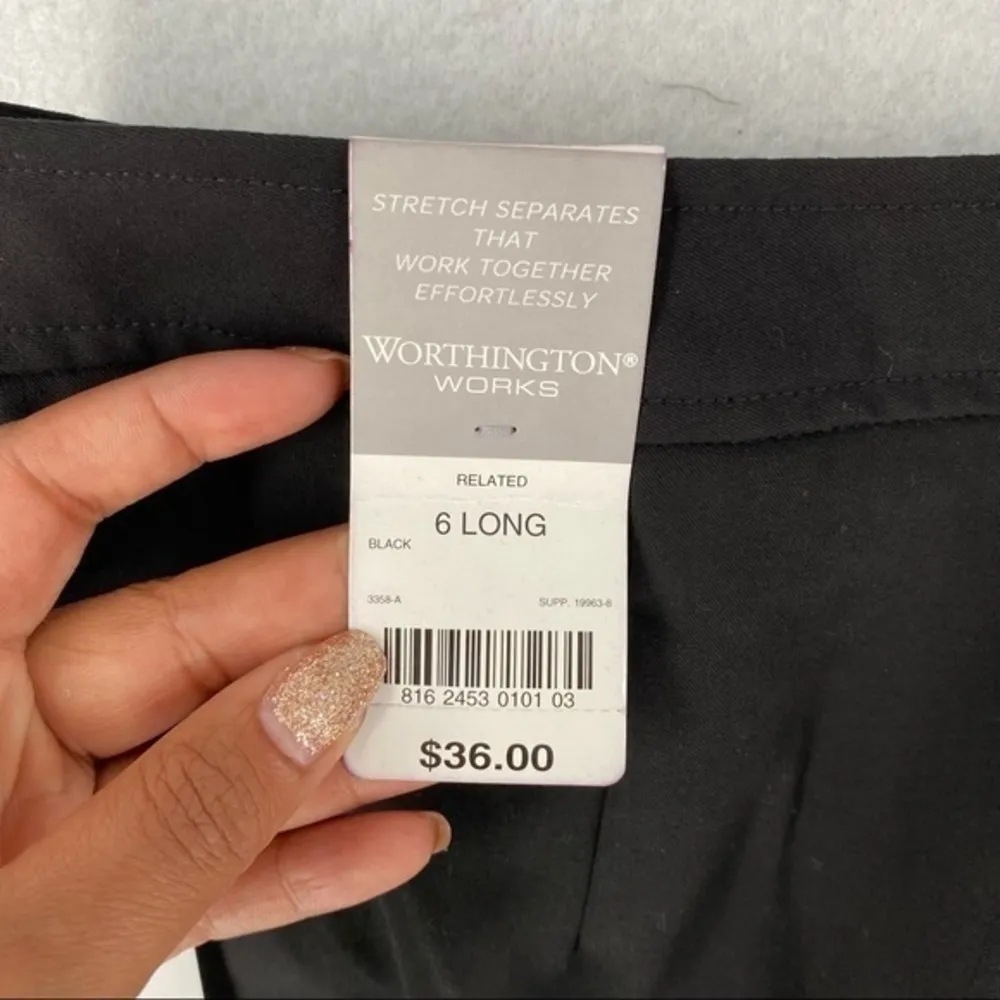 STRETCH SEPARATES
THAT
WORK TOGETHER
EFFORTLESSLY
WORTHINGTON®
WORKS
RELATED
6 LONG
BLACK
3358-A SUPP. 19963-8
816 2453 0101 03
$36.00